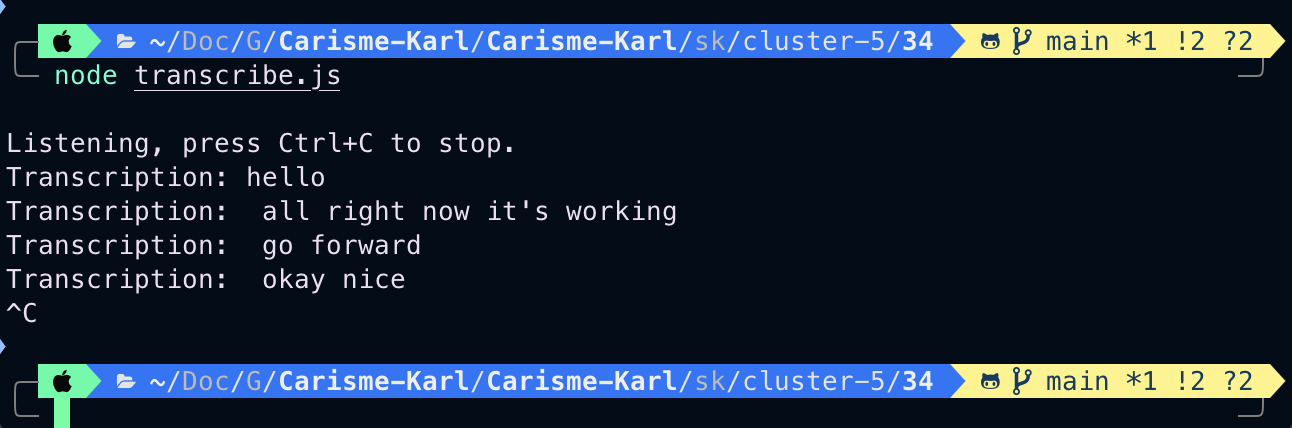 ~/Doc/G/Carisme-Karl/Carisme-Karl/sk/cluster-5/34 main *1 !2 ?2
node transcribe.js
Listening, press Ctrl+C to stop.
Transcription: hello
Transcription:  all right now it's working
Transcription:  go forward
Transcription:  okay nice
^C
~/Doc/G/Carisme-Karl/Carisme-Karl/sk/cluster-5/34 main *1 !2 ?2